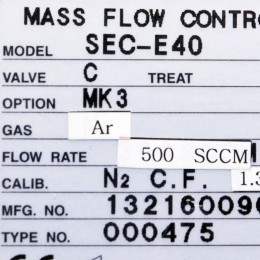 MASS FLOW CONTRO
MODEL SEC-E40
VALVE C TREAT
OPTION MK3
GAS Ar
FLOW RATE 500 SCCM
CALIB. N2 C.F. 1.3
MFG. NO. 132160090
TYPE NO. 000475